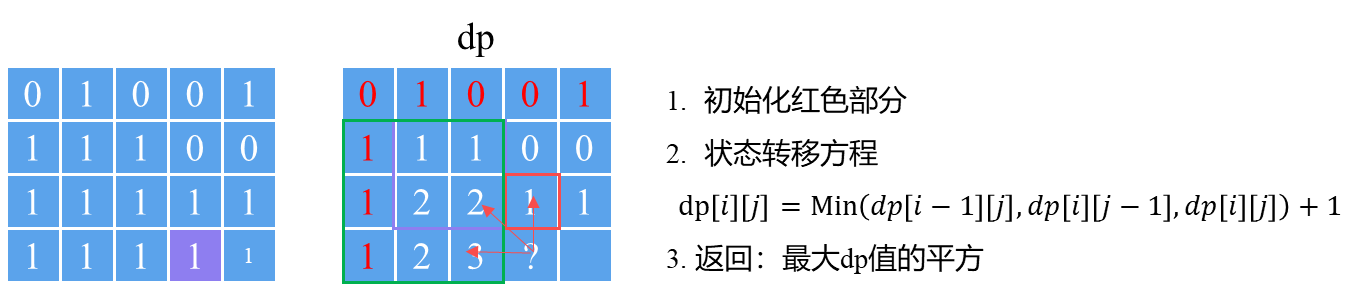 dp
0 1 0 0 1
1 1 1 0 0
1 1 1 1 1
1 1 1 1 1
0 1 0 0 1
1 1 1 0 0
1 2 2 1 1
1 2 3 ?
1. 初始化红色部分
2. 状态转移方程
dp[i][j] = Min(dp[i − 1][j], dp[i][j − 1], dp[i][j]) + 1
3. 返回：最大dp值的平方